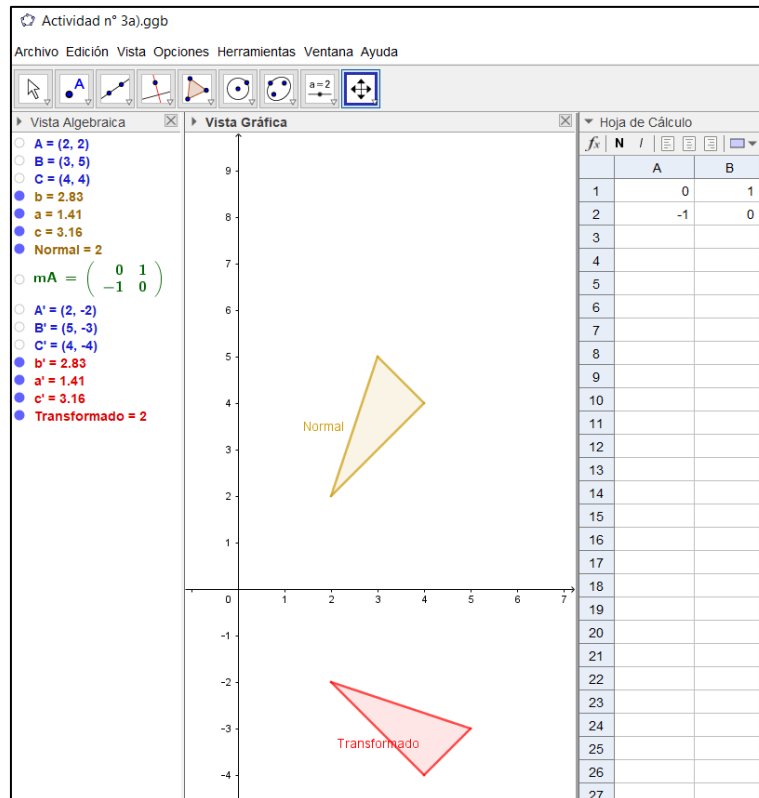 Actividad n° 3a).ggb
Archivo Edición Vista Opciones Herramientas Ventana Ayuda
A
a=2
Vista Algebraica
A = (2, 2)
B = (3, 5)
C = (4, 4)
b = 2.83
a = 1.41
c = 3.16
Normal = 2
mA = ( 0 1
-1 0 )
A' = (2, -2)
B' = (5, -3)
C' = (4, -4)
b' = 2.83
a' = 1.41
c' = 3.16
Transformado = 2
Vista Gráfica
9
8
7
6
5
4
Normal
3
2
1
0 1 2 3 4 5 6 7
-1
-2
-3
Transformado
-4
Hoja de Cálculo
fx N I
A B
1 0 1
2 -1 0
3
4
5
6
7
8
9
10
11
12
13
14
15
16
17
18
19
20
21
22
23
24
25
26
27